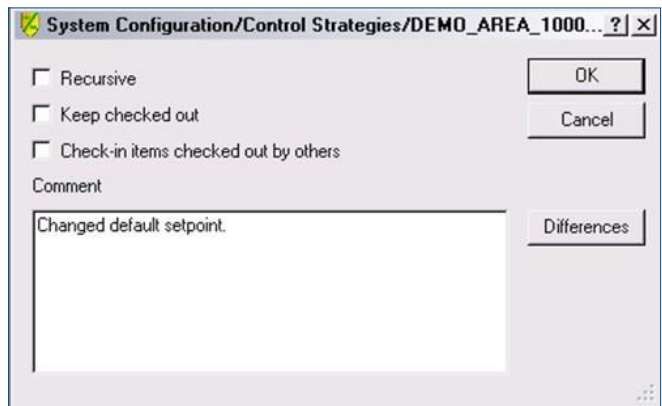 System Configuration/Control Strategies/DEMO_AREA_1000...
Recursive
OK
Keep checked out
Cancel
Check-in items checked out by others
Comment
Changed default setpoint.
Differences